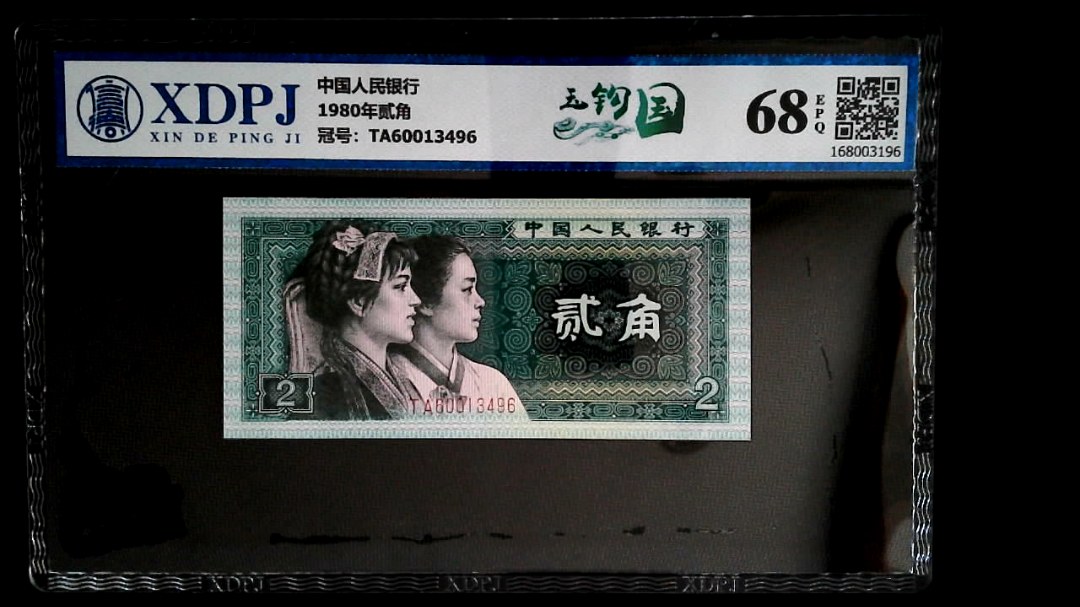 XDPJ
XIN DE PING JI
中国人民银行
1980年贰角
冠号：TA60013496
玉钩国
68
EPQ
168003196
中国人民银行
贰角
2
2
TA60013496
XDPJ
XDPJ
XDPJ